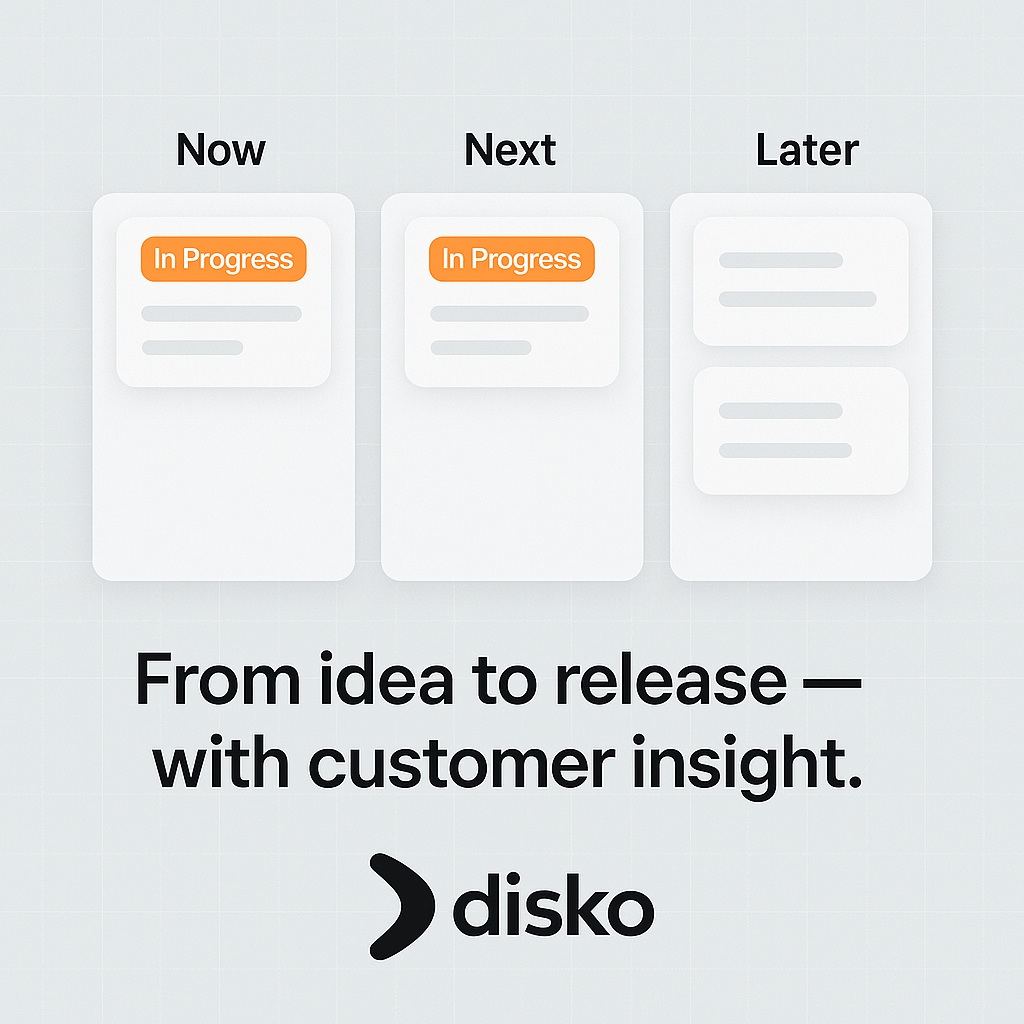 Now
Next
Later
In Progress
In Progress
From idea to release —
with customer insight.
disko